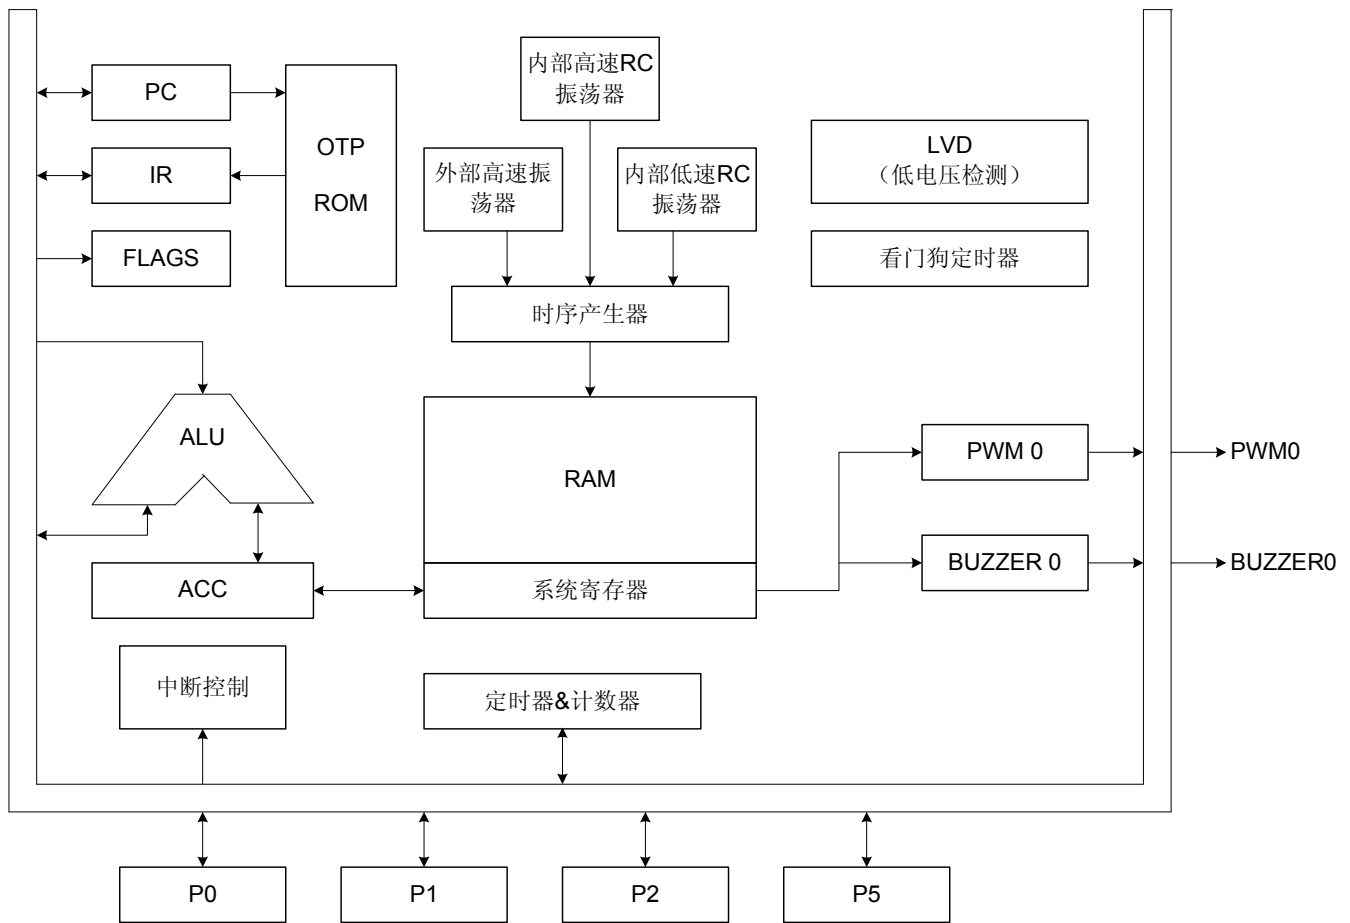 内部高速RC
振荡器
PC
OTP
ROM
LVD
（低电压检测）
IR
外部高速振
荡器
内部低速RC
振荡器
FLAGS
看门狗定时器
时序产生器
ALU
RAM
PWM 0
PWM0
BUZZER 0
BUZZER0
ACC
系统寄存器
中断控制
定时器&计数器
P0
P1
P2
P5